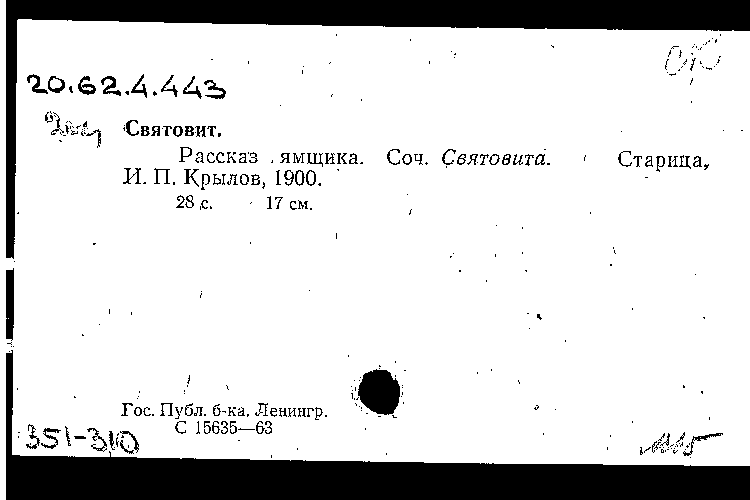 20.62.4.443
Святовит.
Рассказ ямщика. Соч. Святовита. Старица,
И. П. Крылов, 1900.
28 с. 17 см.
Гос. Публ. б-ка. Ленингр.
С 15635—63
351-310